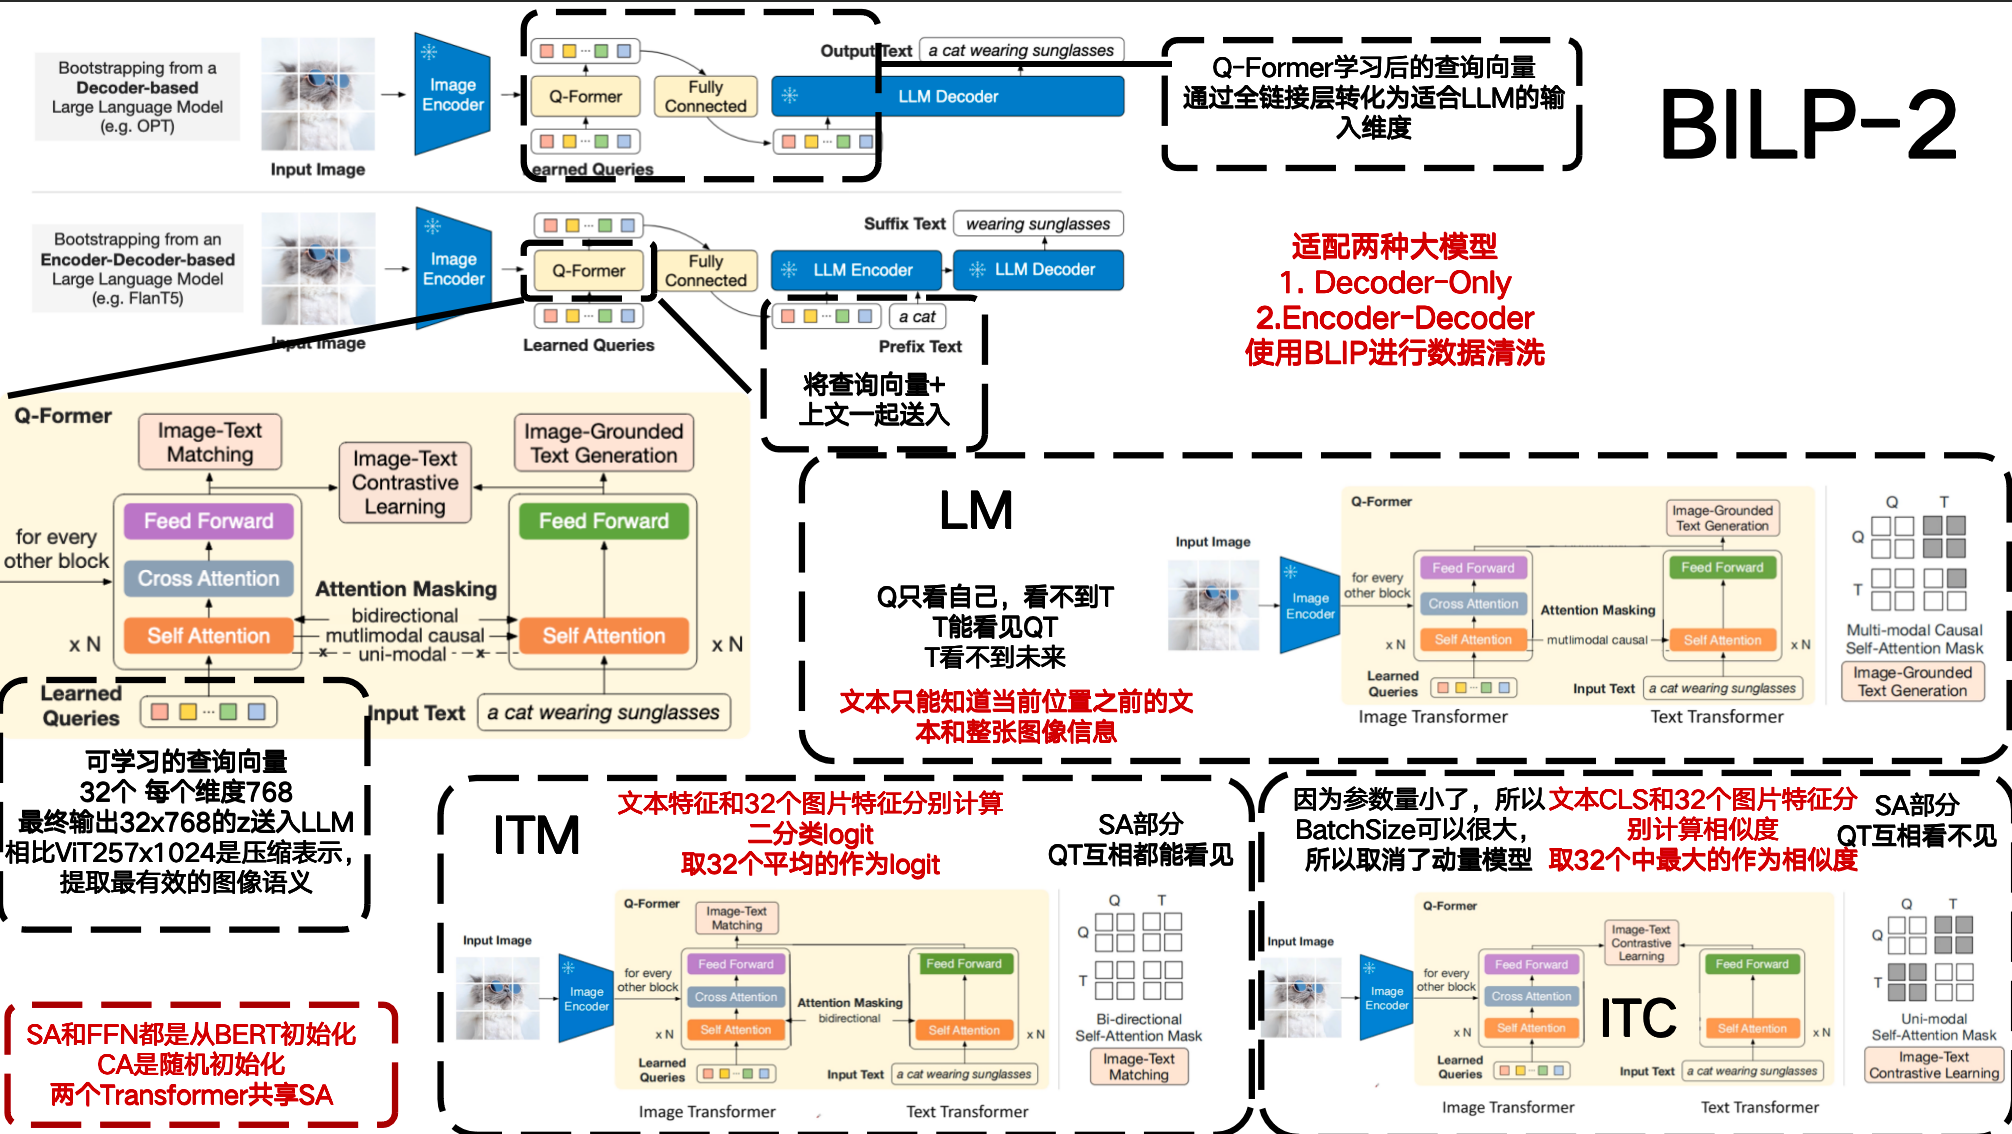 Bootstrapping from a
Decoder-based
Large Language Model
(e.g. OPT)
Input Image
Image
Encoder
Q-Former
Learned Queries
Fully
Connected
Output Text
a cat wearing sunglasses
LLM Decoder
Q-Former学习后的查询向量
通过全链接层转化为适合LLM的输
入维度
BILP-2
Bootstrapping from an
Encoder-Decoder-based
Large Language Model
(e.g. FlanT5)
Input Image
Image
Encoder
Q-Former
Learned Queries
Fully
Connected
Suffix Text
wearing sunglasses
LLM Encoder
LLM Decoder
a cat
Prefix Text
将查询向量+
上文一起送入
适配两种大模型
1. Decoder-Only
2.Encoder-Decoder
使用BLIP进行数据清洗
Q-Former
Image-Text
Matching
Image-Text
Contrastive
Learning
Image-Grounded
Text Generation
for every
other block
Feed Forward
Cross Attention
Self Attention
x N
Attention Masking
bidirectional
mutlimodal causal
x uni-modal x
Feed Forward
Self Attention
x N
Learned
Queries
...
Input Text
a cat wearing sunglasses
可学习的查询向量
32个 每个维度768
最终输出32x768的z送入LLM
相比ViT257x1024是压缩表示，
提取最有效的图像语义
SA和FFN都是从BERT初始化
CA是随机初始化
两个Transformer共享SA
LM
Q只看自己，看不到T
T能看见QT
T看不到未来
文本只能知道当前位置之前的文
本和整张图像信息
Input Image
Image
Encoder
Q-Former
for every
other block
Feed Forward
Cross Attention
Self Attention
x N
Attention Masking
mutlimodal causal
Image-Grounded
Text Generation
Feed Forward
Self Attention
x N
Learned
Queries
Input Text
a cat wearing sunglasses
Image Transformer
Text Transformer
Q T
Q
T
Multi-modal Causal
Self-Attention Mask
Image-Grounded
Text Generation
ITM
文本特征和32个图片特征分别计算
二分类logit
取32个平均的作为logit
SA部分
QT互相都能看见
Input Image
Image
Encoder
Q-Former
Image-Text
Matching
for every
other block
Feed Forward
Cross Attention
Self Attention
x N
Attention Masking
bidirectional
Feed Forward
Self Attention
x N
Learned
Queries
Input Text
a cat wearing sunglasses
Image Transformer
Text Transformer
Q T
Q
T
Bi-directional
Self-Attention Mask
Image-Text
Matching
因为参数量小了，所以
BatchSize可以很大，
所以取消了动量模型
文本CLS和32个图片特征分
别计算相似度
取32个中最大的作为相似度
SA部分
QT互相看不见
Input Image
Image
Encoder
Q-Former
Image-Text
Contrastive
Learning
for every
other block
Feed Forward
Cross Attention
Self Attention
x N
ITC
Feed Forward
Self Attention
x N
Learned
Queries
Input Text
a cat wearing sunglasses
Image Transformer
Text Transformer
Q T
Q
T
Uni-modal
Self-Attention Mask
Image-Text
Contrastive Learning